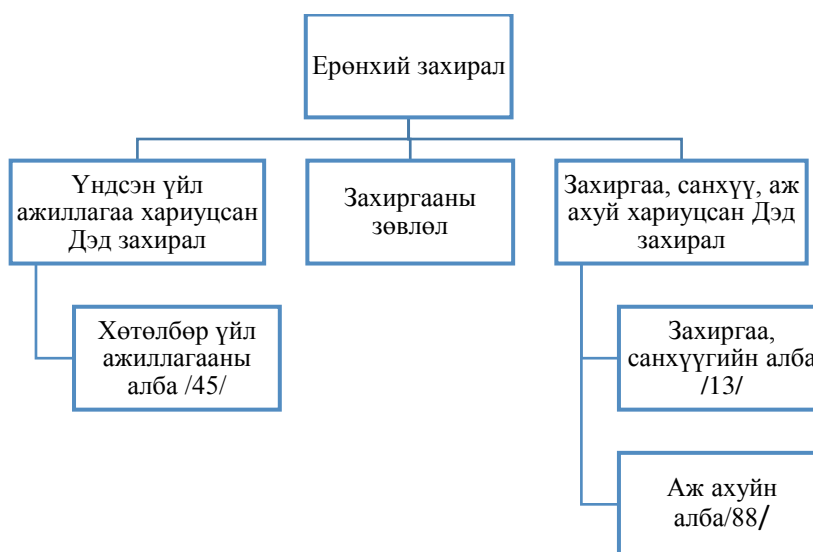 Ерөнхий захирал
Үндсэн үйл
ажиллагаа хариуцсан
Дэд захирал
Захиргааны
зөвлөл
Захиргаа, санхүү, аж
ахуй хариуцсан Дэд
захирал
Хөтөлбөр үйл
ажиллагааны
алба /45/
Захиргаа,
санхүүгийн алба
/13/
Аж ахуйн
алба/88/